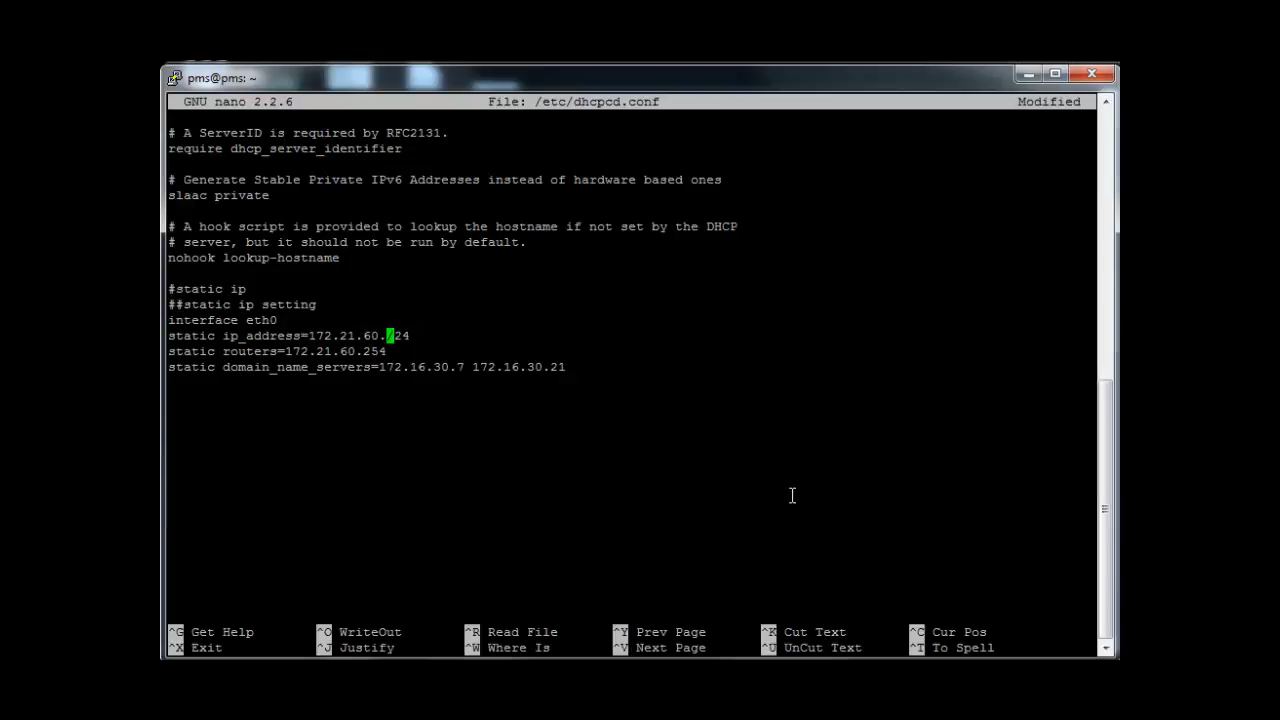 pms@pms: ~
GNU nano 2.2.6 File: /etc/dhcpcd.conf Modified
# A ServerID is required by RFC2131.
require dhcp_server_identifier
# Generate Stable Private IPv6 Addresses instead of hardware based ones
slaac private
# A hook script is provided to lookup the hostname if not set by the DHCP
# server, but it should not be run by default.
nohook lookup-hostname
#static ip
##static ip setting
interface eth0
static ip_address=172.21.60./24
static routers=172.21.60.254
static domain_name_servers=172.16.30.7 172.16.30.21
^G Get Help ^O WriteOut ^R Read File ^Y Prev Page ^K Cut Text ^C Cur Pos
^X Exit ^J Justify ^W Where Is ^V Next Page ^U UnCut Text ^T To Spell